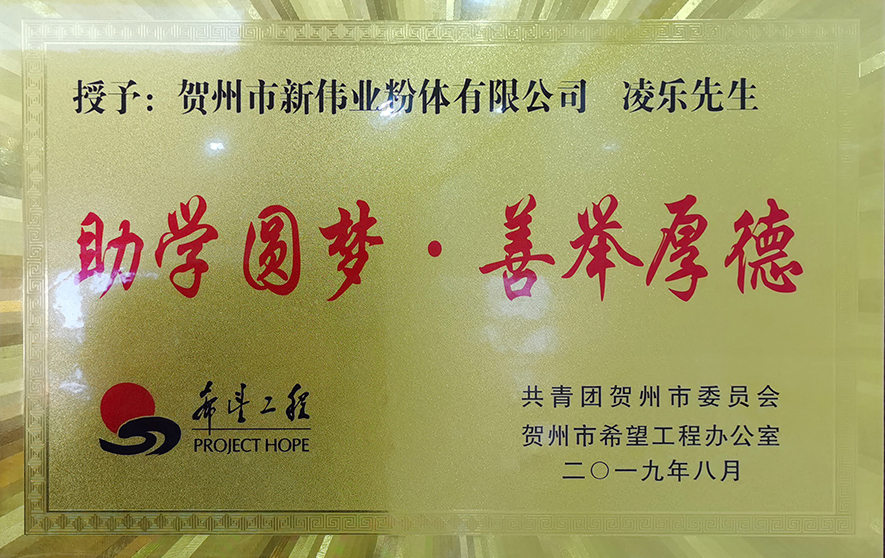 授予：贺州市新伟业粉体有限公司 凌乐先生
助学圆梦·善举厚德
希望工程
PROJECT HOPE
共青团贺州市委员会
贺州市希望工程办公室
二〇一九年八月